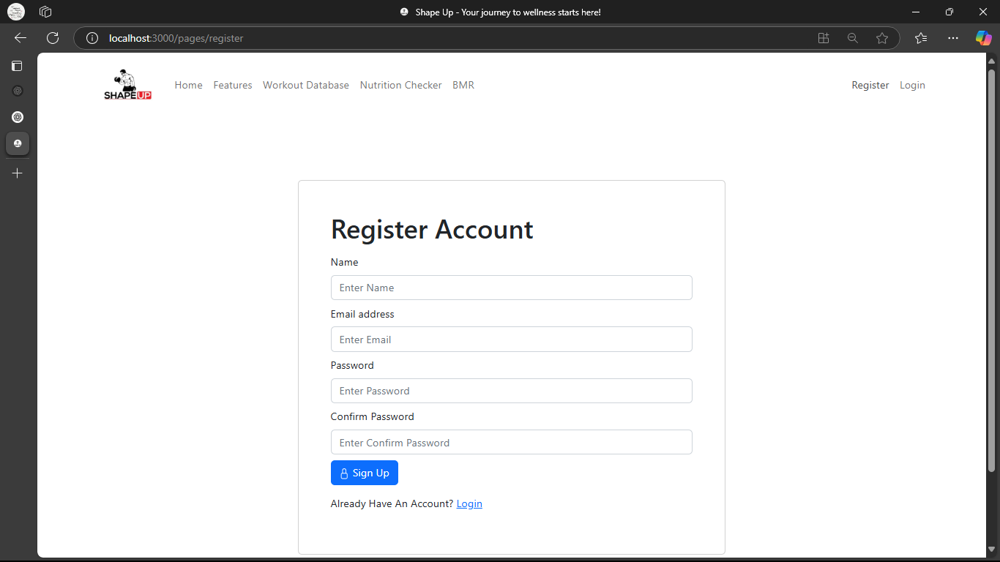 Shape Up - Your journey to wellness starts here!
localhost:3000/pages/register
SHAPEUP
Home Features Workout Database Nutrition Checker BMR Register Login
Register Account
Name
Enter Name
Email address
Enter Email
Password
Enter Password
Confirm Password
Enter Confirm Password
Sign Up
Already Have An Account? Login